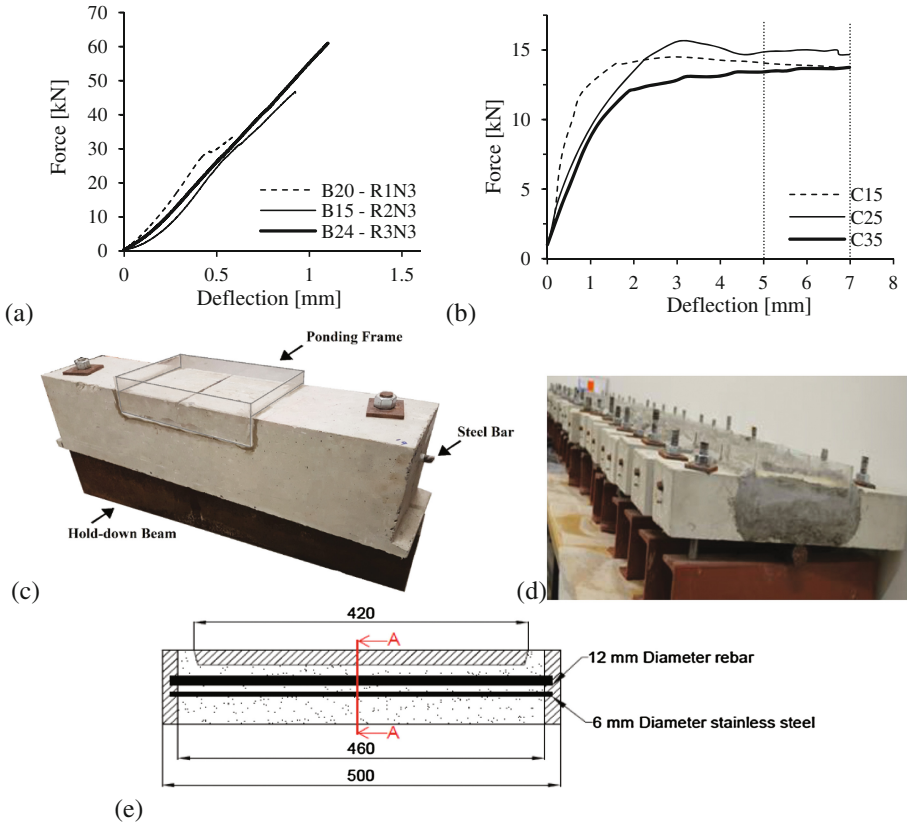 70
60
50
40
30
20
10
0
Force [kN]
0 0.5 1 1.5
Deflection [mm]
B20 - R1N3
B15 - R2N3
B24 - R3N3
(a)
15
10
5
0
Force [kN]
0 1 2 3 4 5 6 7 8
Deflection [mm]
C15
C25
C35
(b)
Ponding Frame
Steel Bar
Hold-down Beam
(c)
(d)
420
A
12 mm Diameter rebar
6 mm Diameter stainless steel
A
460
500
(e)